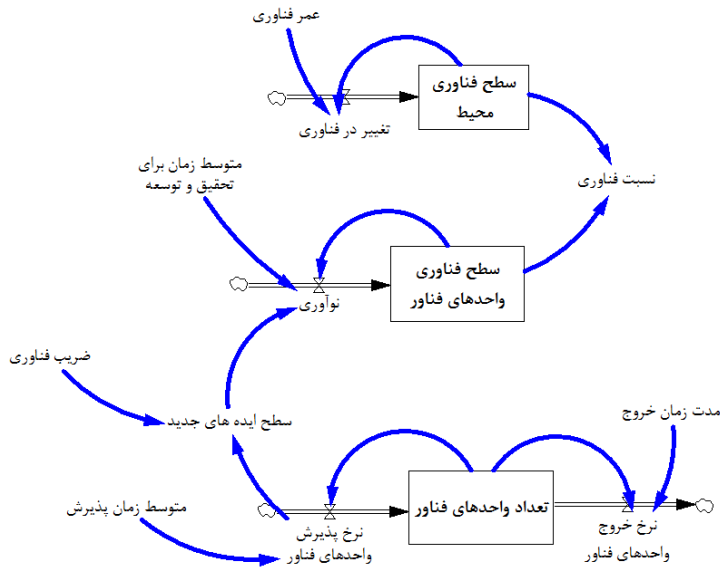 عمر فناوری
سطح فناوری
محیط
تغییر در فناوری
نسبت فناوری
متوسط زمان برای
تحقیق و توسعه
سطح فناوری
واحدهای فناور
نوآوری
ضریب فناوری
سطح ایده های جدید
مدت زمان خروج
تعداد واحدهای فناور
متوسط زمان پذیرش
نرخ پذیرش
واحدهای فناور
نرخ خروج
واحدهای فناور